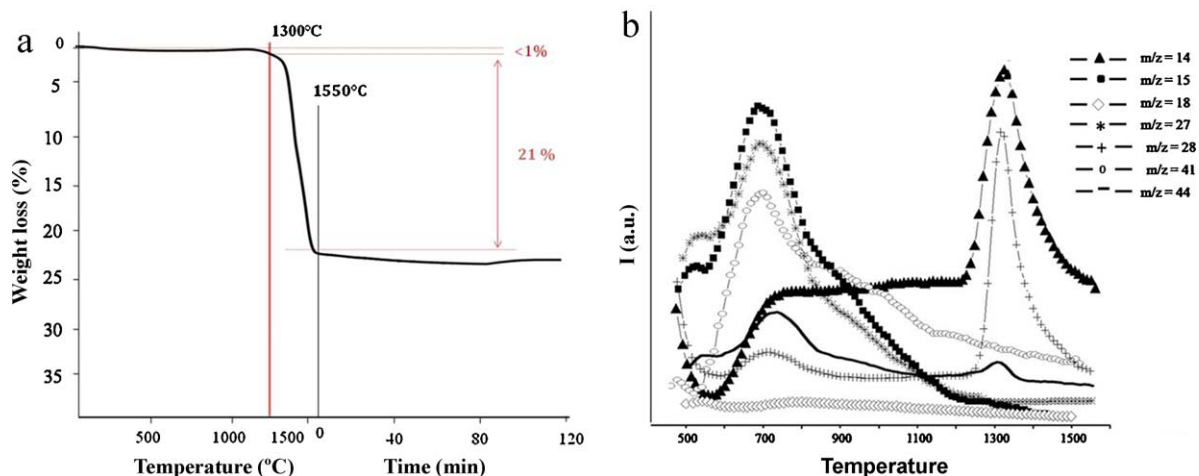 a
1300°C
<1%
1550°C
21 %
0
5
10
15
20
25
30
35
Weight loss (%)
500
1000
1500
0
40
80
120
Temperature (°C)
Time (min)
b
m/z = 14
m/z = 15
m/z = 18
m/z = 27
m/z = 28
m/z = 41
m/z = 44
I (a.u.)
500
700
900
1100
1300
1500
Temperature